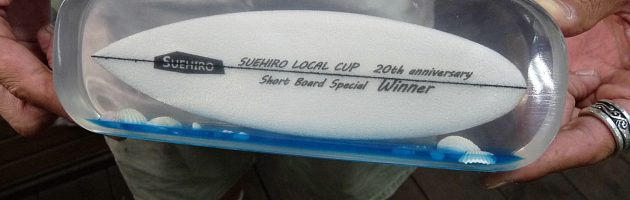 SUEHIRO
SUEHIRO LOCAL CUP 20th anniversary
Short Board Special Winner